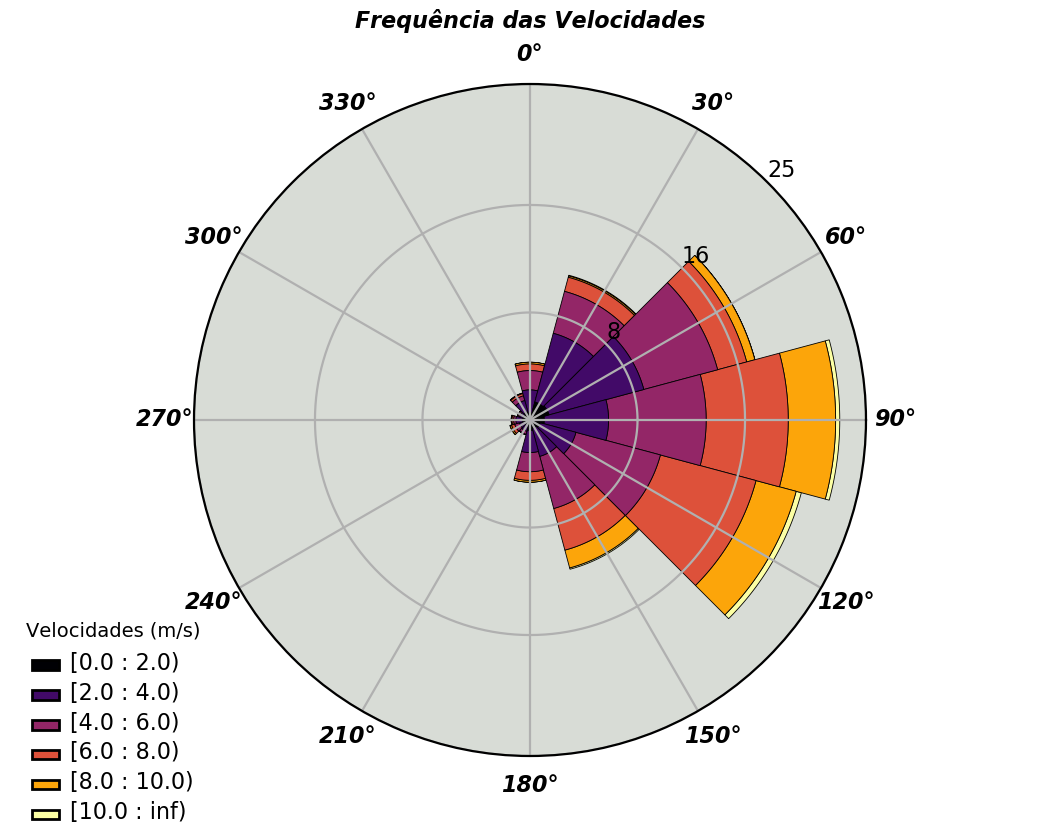 Frequência das Velocidades
0°
330°
30°
25
300°
60°
16
8
270°
90°
240°
120°
210°
150°
180°
Velocidades (m/s)
[0.0 : 2.0)
[2.0 : 4.0)
[4.0 : 6.0)
[6.0 : 8.0)
[8.0 : 10.0)
[10.0 : inf)